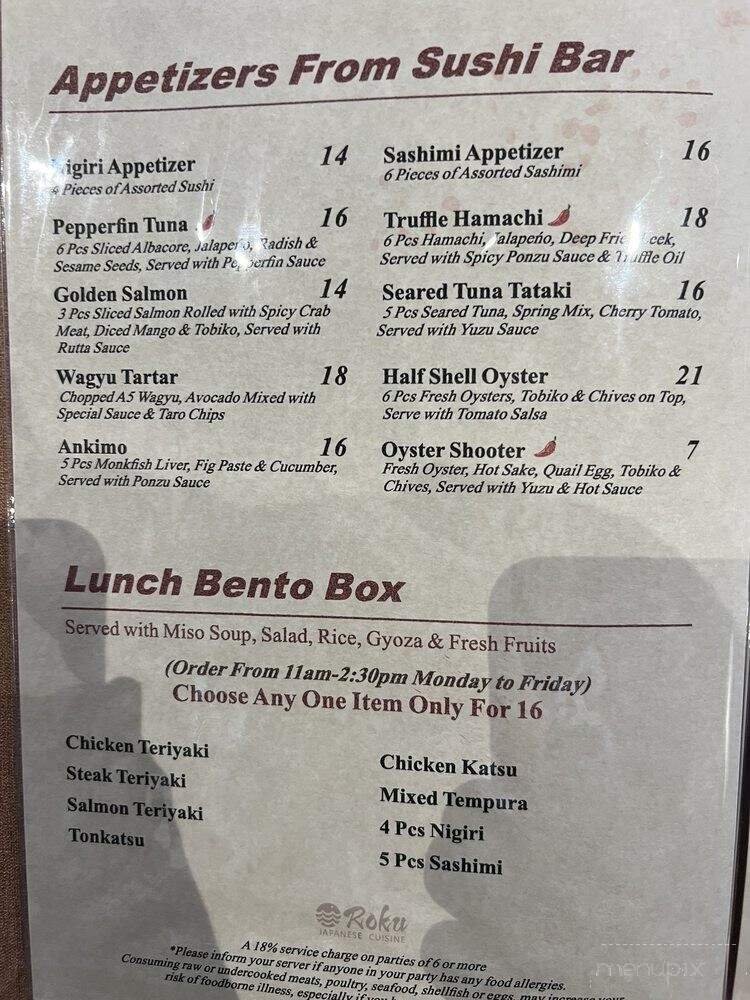 Appetizers From Sushi Bar
Nigiri Appetizer 14
4 Pieces of Assorted Sushi
Pepperfin Tuna 16
6 Pcs Sliced Albacore, Jalapeño, Radish &
Sesame Seeds, Served with Pepperfin Sauce
Golden Salmon 14
3 Pcs Sliced Salmon Rolled with Spicy Crab
Meat, Diced Mango & Tobiko, Served with
Rutta Sauce
Wagyu Tartar 18
Chopped A5 Wagyu, Avocado Mixed with
Special Sauce & Taro Chips
Ankimo 16
5 Pcs Monkfish Liver, Fig Paste & Cucumber,
Served with Ponzu Sauce
Sashimi Appetizer 16
6 Pieces of Assorted Sashimi
Truffle Hamachi 18
6 Pcs Hamachi, Jalapeńo, Deep Fried Leek,
Served with Spicy Ponzu Sauce & Truffle Oil
Seared Tuna Tataki 16
5 Pcs Seared Tuna, Spring Mix, Cherry Tomato,
Served with Yuzu Sauce
Half Shell Oyster 21
6 Pcs Fresh Oysters, Tobiko & Chives on Top,
Serve with Tomato Salsa
Oyster Shooter 7
Fresh Oyster, Hot Sake, Quail Egg, Tobiko &
Chives, Served with Yuzu & Hot Sauce
Lunch Bento Box
Served with Miso Soup, Salad, Rice, Gyoza & Fresh Fruits
(Order From 11am-2:30pm Monday to Friday)
Choose Any One Item Only For 16
Chicken Teriyaki
Steak Teriyaki
Salmon Teriyaki
Tonkatsu
Chicken Katsu
Mixed Tempura
4 Pcs Nigiri
5 Pcs Sashimi
Roku
JAPANESE CUISINE
A 18% service charge on parties of 6 or more
*Please inform your server if anyone in your party has any food allergies.
Consuming raw or undercooked meats, poultry, seafood, shellfish or eggs, may increase your
risk of foodborne illness, especially if you
menupix